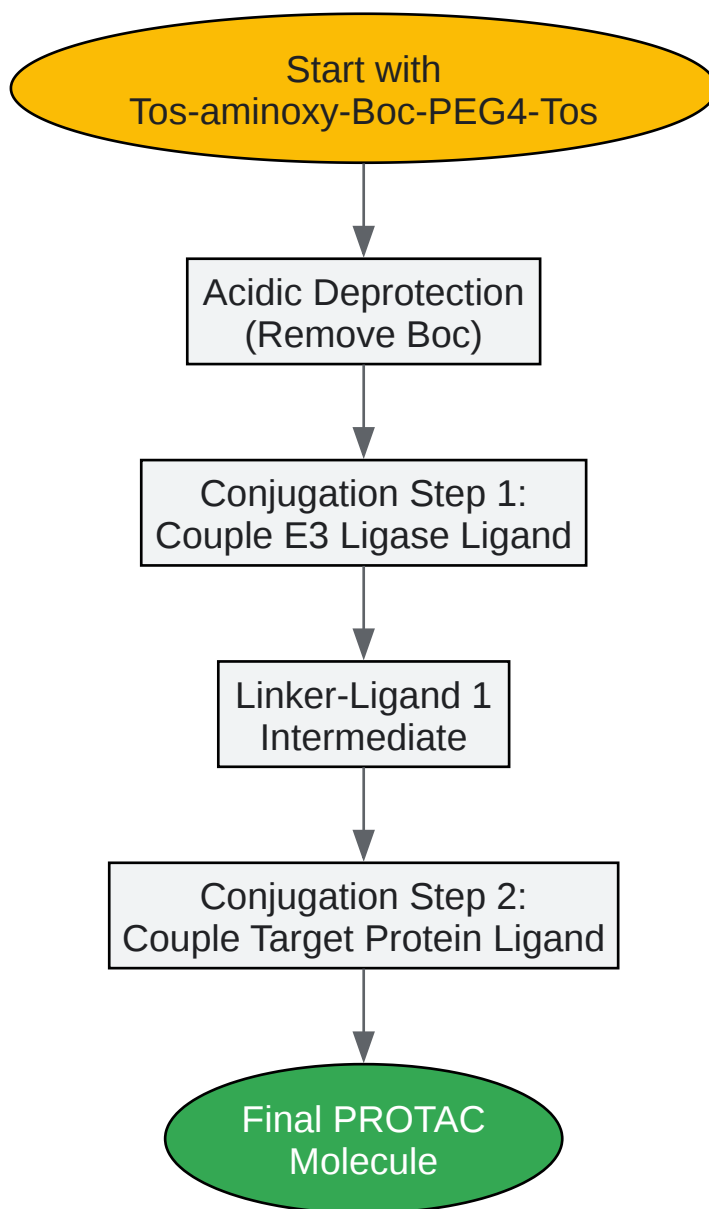 Start with
Tos-aminoxy-Boc-PEG4-Tos
Acidic Deprotection
(Remove Boc)
Conjugation Step 1:
Couple E3 Ligase Ligand
Linker-Ligand 1
Intermediate
Conjugation Step 2:
Couple Target Protein Ligand
Final PROTAC
Molecule